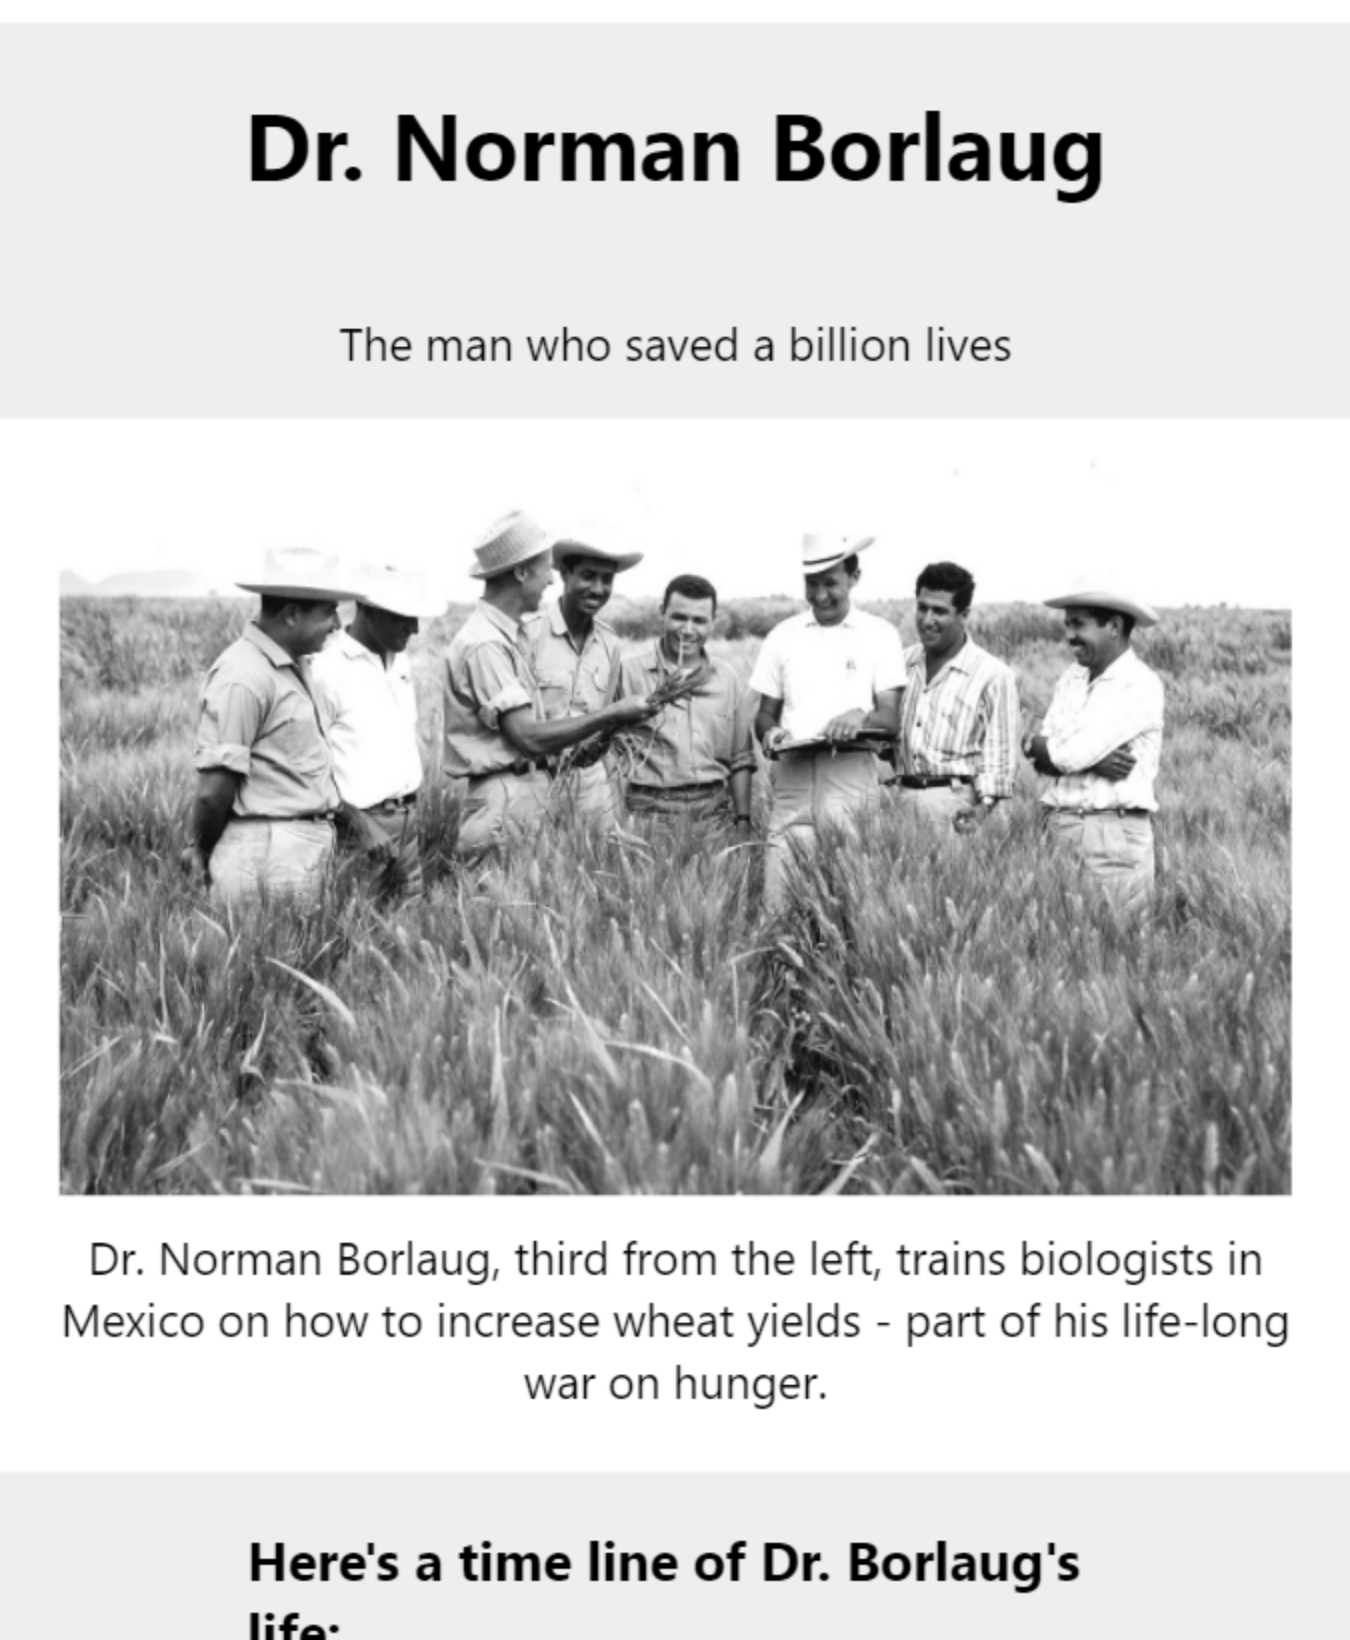 Dr. Norman Borlaug
The man who saved a billion lives
Dr. Norman Borlaug, third from the left, trains biologists in
Mexico on how to increase wheat yields - part of his life-long
war on hunger.
Here's a time line of Dr. Borlaug's
life: